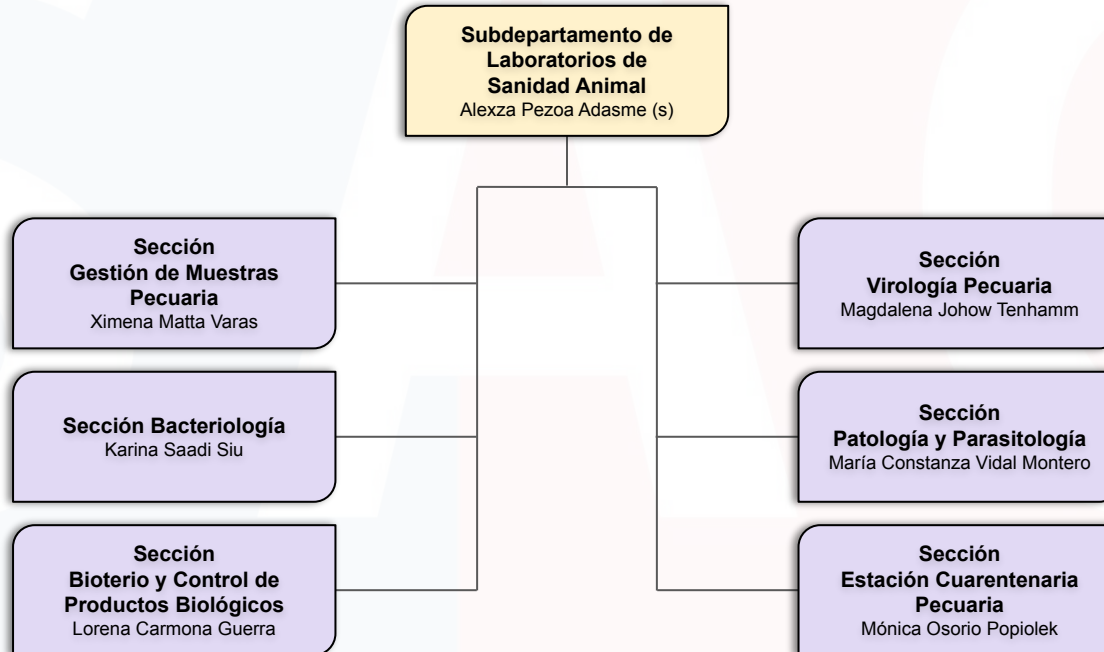 Subdepartamento de
Laboratorios de
Sanidad Animal
Alexza Pezoa Adasme (s)
Sección
Gestión de Muestras
Pecuaria
Ximena Matta Varas
Sección Bacteriología
Karina Saadi Siu
Sección
Bioterio y Control de
Productos Biológicos
Lorena Carmona Guerra
Sección
Virología Pecuaria
Magdalena Johow Tenhamm
Sección
Patología y Parasitología
María Constanza Vidal Montero
Sección
Estación Cuarentenaria
Pecuaria
Mónica Osorio Popiolek